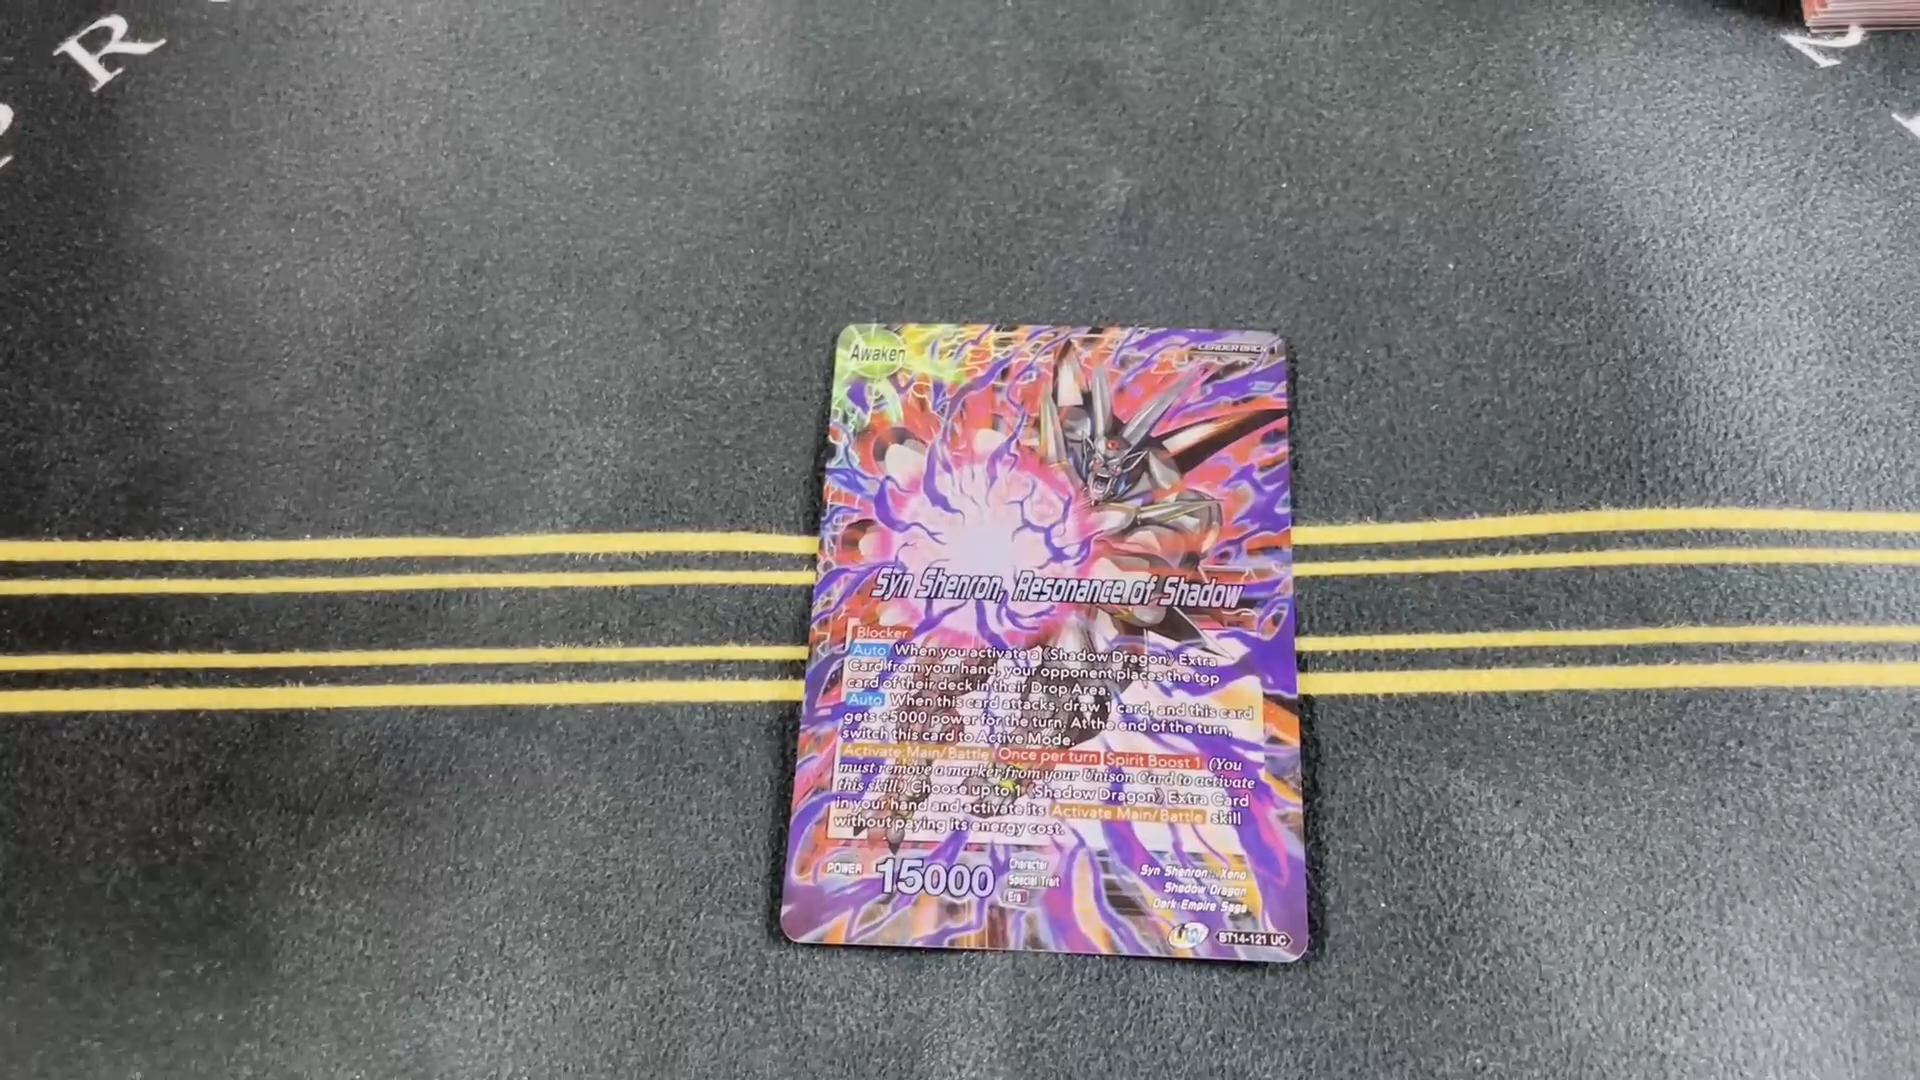 R
Awaken
LEADER BACK
Syn Shenron, Resonance of Shadow
Blocker
Auto When you activate a 《Shadow Dragon》 Extra
Card from your hand, your opponent places the top
card of their deck in their Drop Area.
Auto When this card attacks, draw 1 card, and this card
gets +5000 power for the turn. At the end of the turn,
switch this card to Active Mode.
Activate: Main/Battle Once per turn Spirit Boost 1 (You
must remove a marker from your Unison Card to activate
this skill.) Choose up to 1 《Shadow Dragon》 Extra Card
in your hand and activate its Activate Main/Battle skill
without paying its energy cost.
POWER 15000
Character Syn Shenron : Xeno
Special Trait Shadow Dragon
Era Dark Empire Saga
UW BT14-121 UC